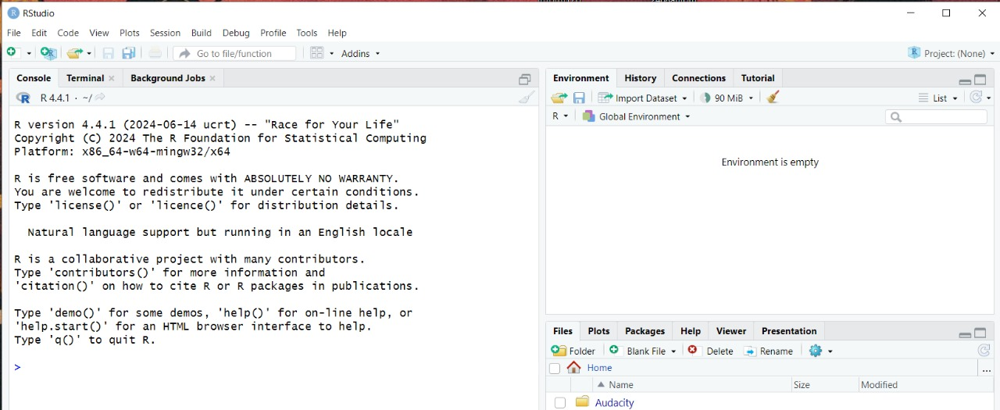 RStudio
File Edit Code View Plots Session Build Debug Profile Tools Help
Go to file/function Addins Project: (None)
Console Terminal Background Jobs
R 4.4.1 · ~/
R version 4.4.1 (2024-06-14 ucrt) -- "Race for Your Life"
Copyright (C) 2024 The R Foundation for Statistical Computing
Platform: x86_64-w64-mingw32/x64
R is free software and comes with ABSOLUTELY NO WARRANTY.
You are welcome to redistribute it under certain conditions.
Type 'license()' or 'licence()' for distribution details.
Natural language support but running in an English locale
R is a collaborative project with many contributors.
Type 'contributors()' for more information and
'citation()' on how to cite R or R packages in publications.
Type 'demo()' for some demos, 'help()' for on-line help, or
'help.start()' for an HTML browser interface to help.
Type 'q()' to quit R.
>
Environment History Connections Tutorial
Import Dataset 90 MiB List
R Global Environment
Environment is empty
Files Plots Packages Help Viewer Presentation
Folder Blank File Delete Rename
Home ...
Name Size Modified
Audacity